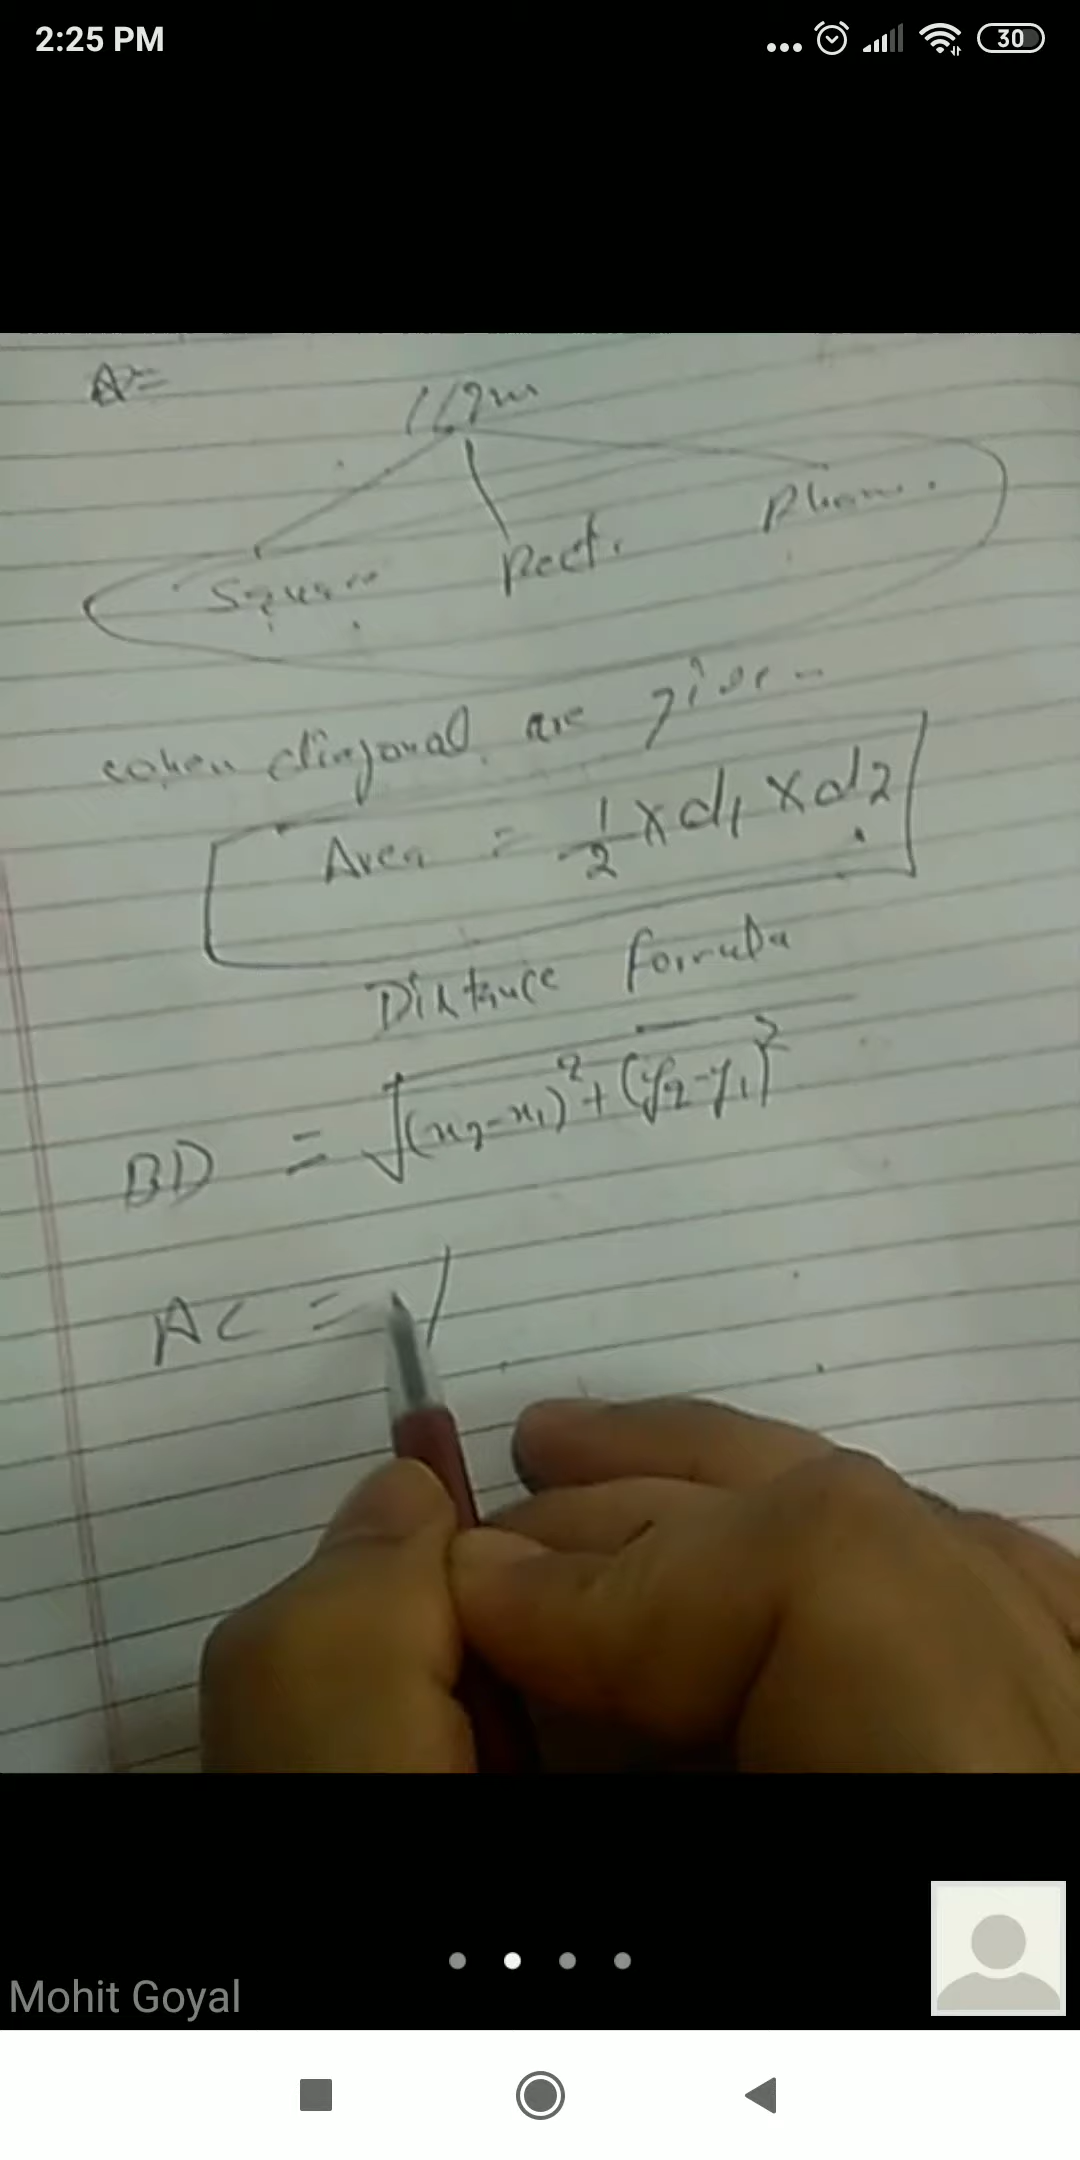 2:25 PM
30
A=
11gm
Square Rect. Rhom..
when diagonal are given
Area = 1/2 x d1 x d2
Distance formula
BD = √(x2-x1)²+(y2-y1)²
AC =
Mohit Goyal